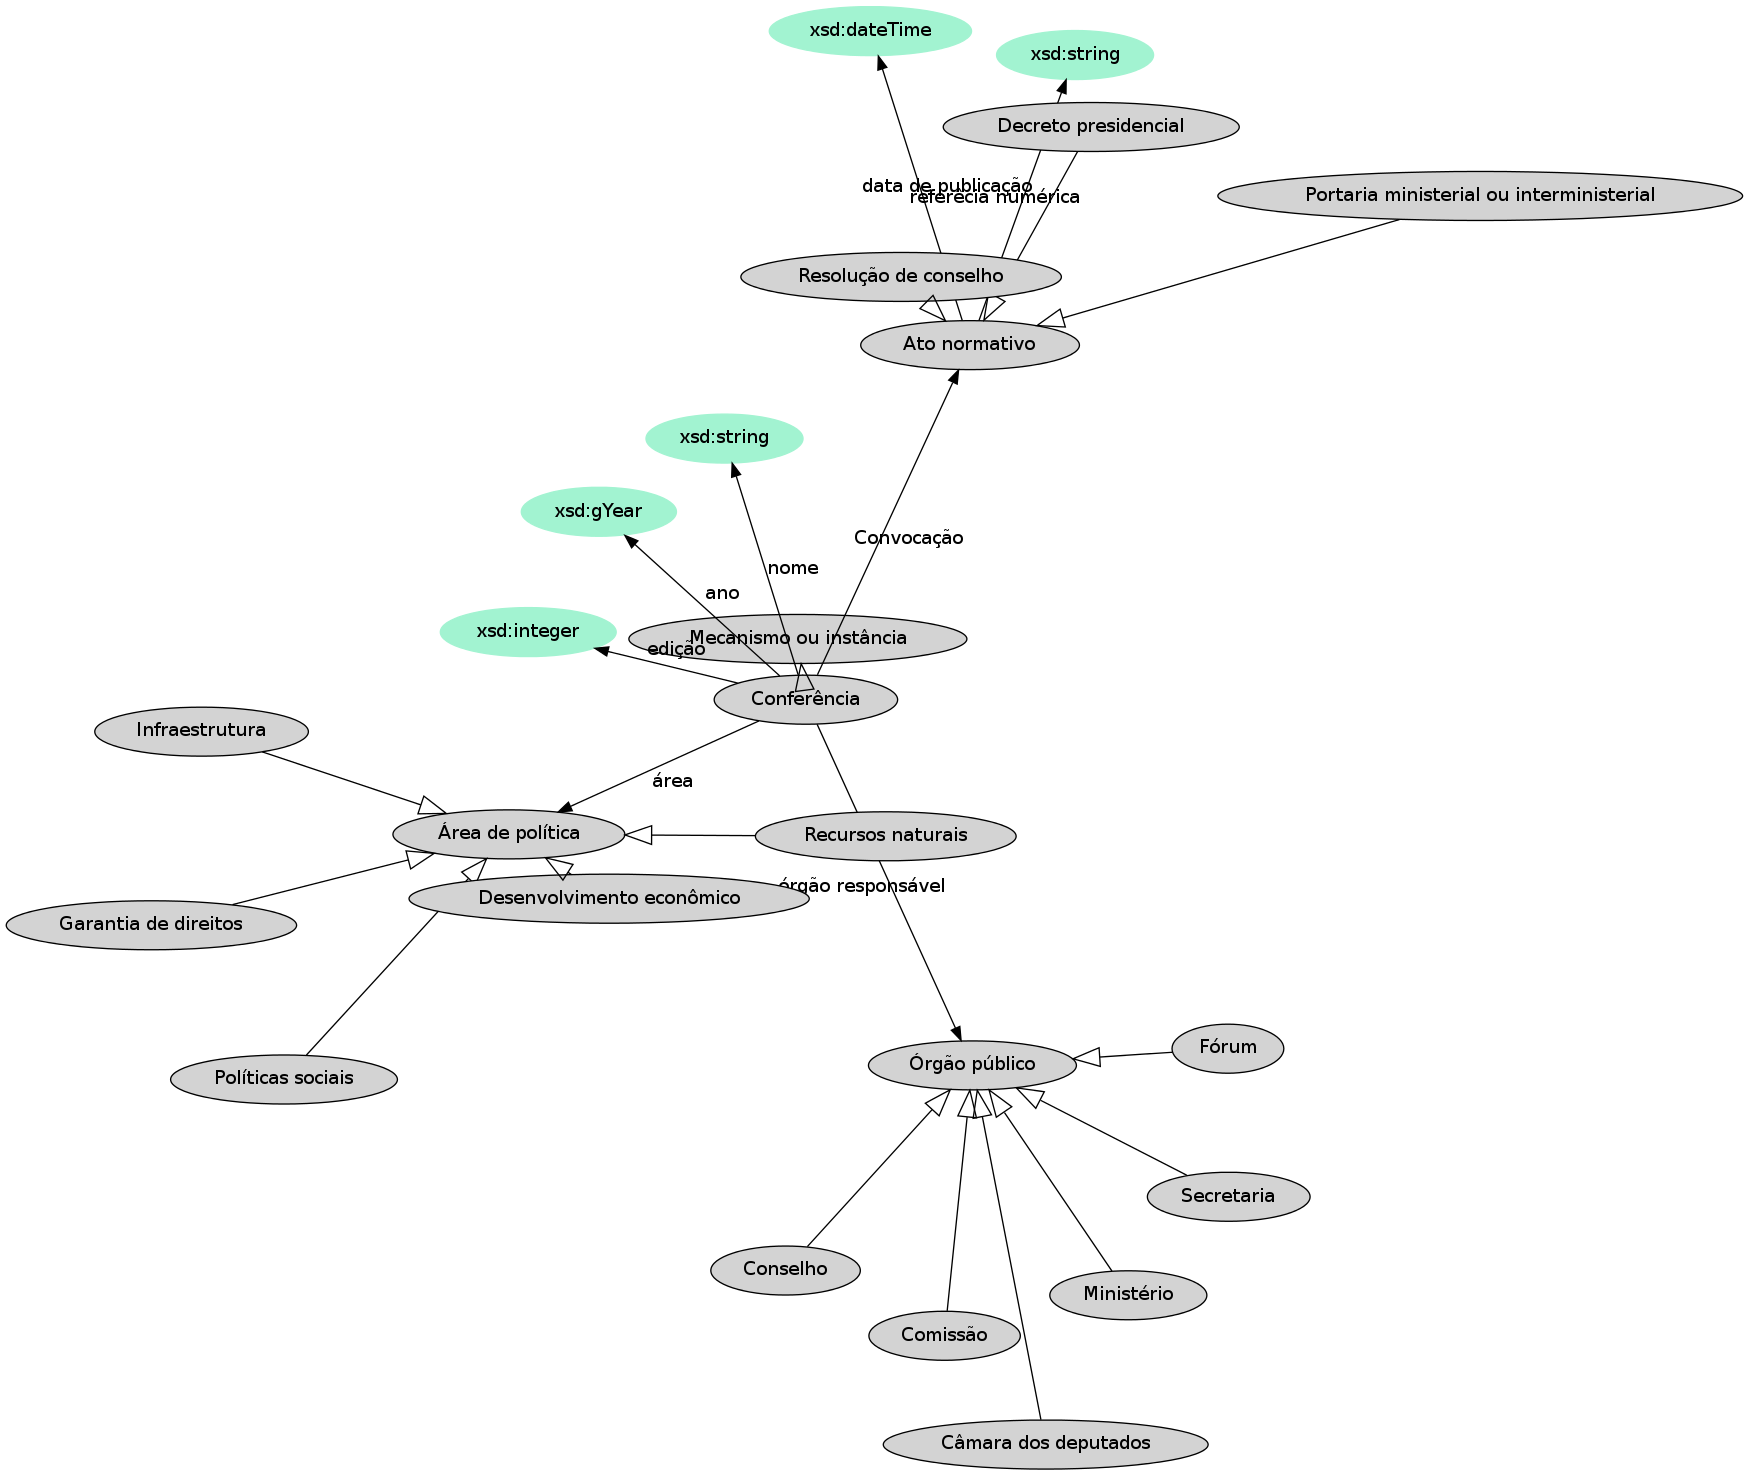 xsd:dateTime
xsd:string
Decreto presidencial
data de publicação
referêcia numérica
Portaria ministerial ou interministerial
Resolução de conselho
Ato normativo
xsd:string
xsd:gYear
Convocação
nome
ano
xsd:integer
edição
Mecanismo ou instância
Conferência
Infraestrutura
área
Área de política
Recursos naturais
órgão responsável
Desenvolvimento econômico
Garantia de direitos
Políticas sociais
Órgão público
Fórum
Secretaria
Conselho
Ministério
Comissão
Câmara dos deputados